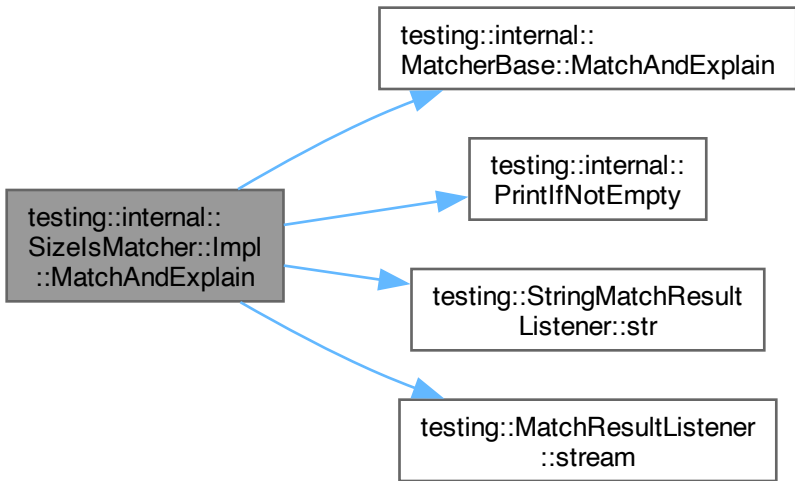 testing::internal::
SizeIsMatcher::Impl
::MatchAndExplain
testing::internal::
MatcherBase::MatchAndExplain
testing::internal::
PrintIfNotEmpty
testing::StringMatchResult
Listener::str
testing::MatchResultListener
::stream